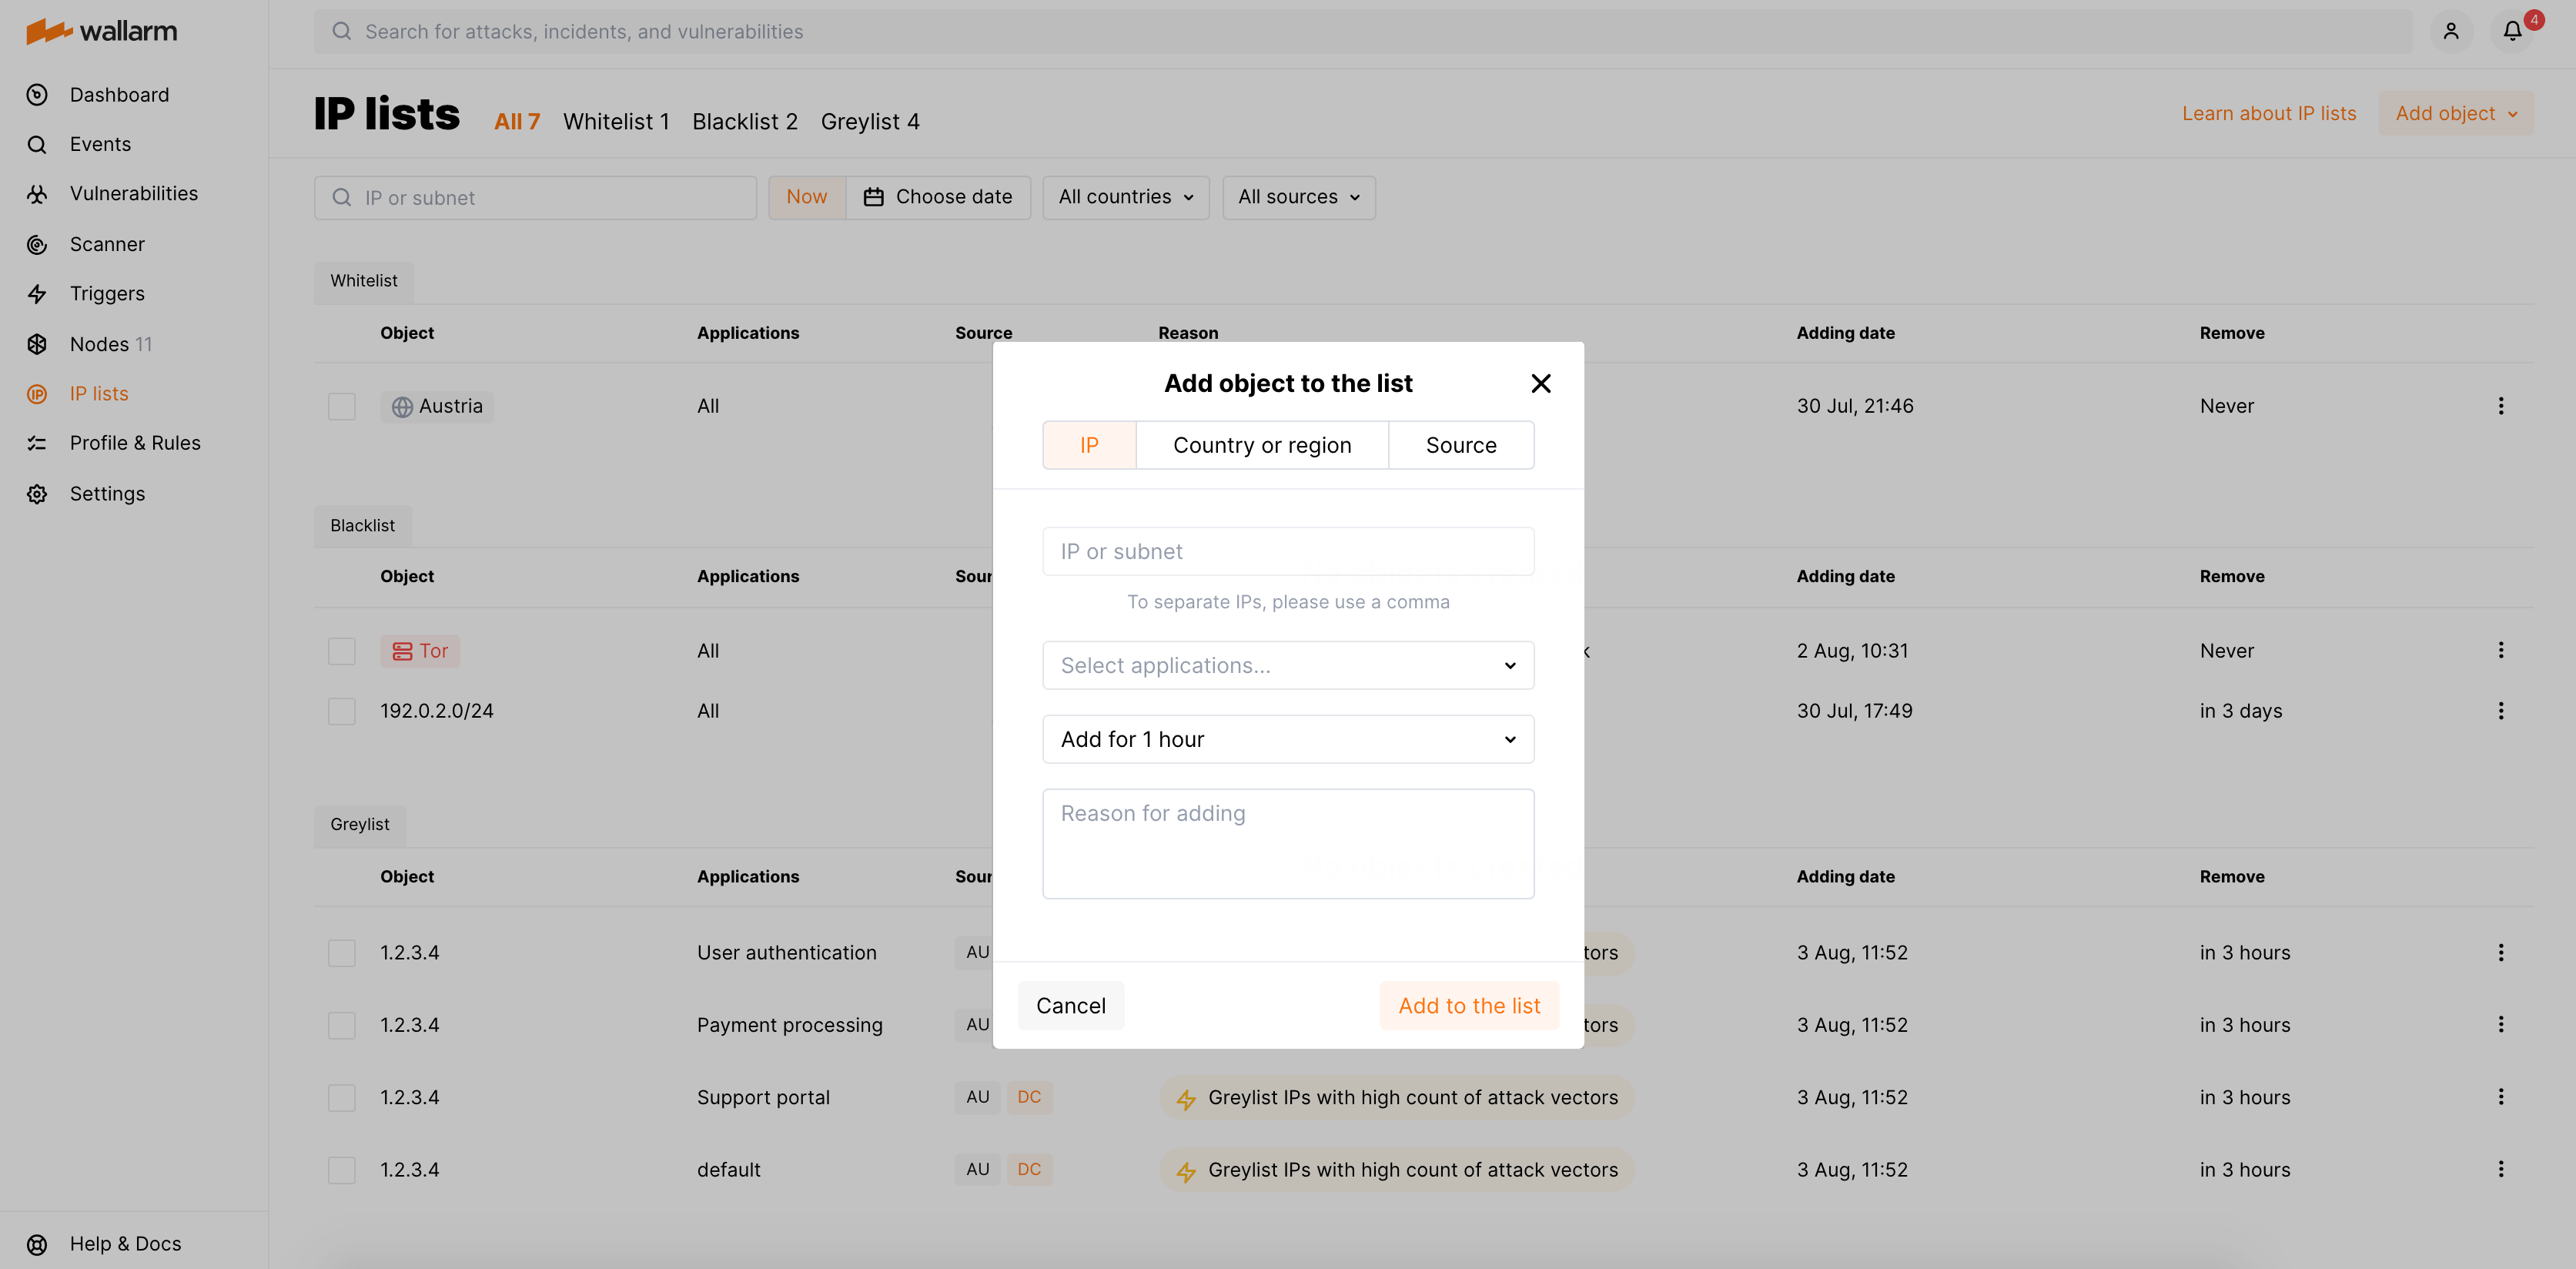 wallarm
Search for attacks, incidents, and vulnerabilities
4
Dashboard
Events
Vulnerabilities
Scanner
Triggers
Nodes 11
IP lists
Profile & Rules
Settings
Help & Docs
IP lists All 7 Whitelist 1 Blacklist 2 Greylist 4
Learn about IP lists Add object
IP or subnet Now Choose date All countries All sources
Whitelist
Object Applications Source Reason Adding date Remove
Austria All 30 Jul, 21:46 Never
Blacklist
Object Applications Adding date Remove
Tor All 2 Aug, 10:31 Never
192.0.2.0/24 All 30 Jul, 17:49 in 3 days
Greylist
Object Applications Adding date Remove
1.2.3.4 User authentication AU 3 Aug, 11:52 in 3 hours
1.2.3.4 Payment processing AU 3 Aug, 11:52 in 3 hours
1.2.3.4 Support portal AU DC Greylist IPs with high count of attack vectors 3 Aug, 11:52 in 3 hours
1.2.3.4 default AU DC Greylist IPs with high count of attack vectors 3 Aug, 11:52 in 3 hours
Add object to the list
IP Country or region Source
IP or subnet
To separate IPs, please use a comma
Select applications...
Add for 1 hour
Reason for adding
Cancel Add to the list